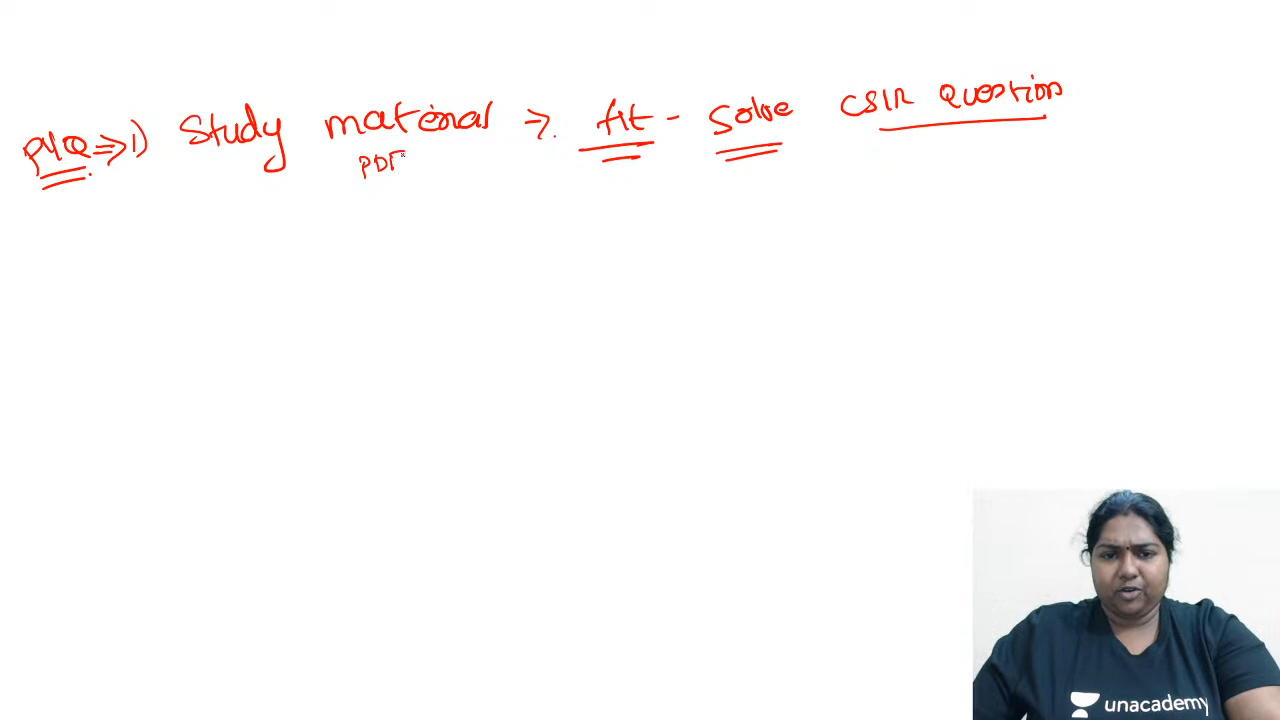 PYQ ⇒ 1) Study material → fit - Solve CSIR Question
PDF
unacademy